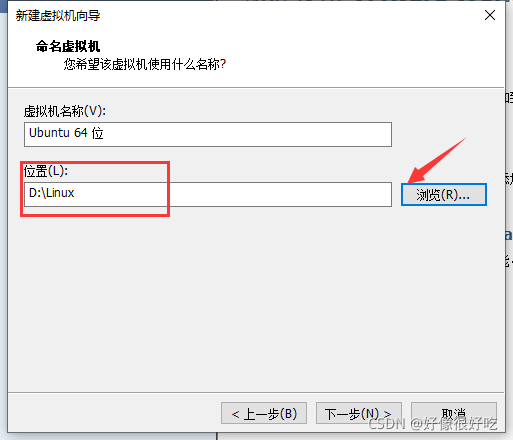 新建虚拟机向导
命名虚拟机
您希望该虚拟机使用什么名称?
虚拟机名称(V):
Ubuntu 64 位
位置(L):
D:\Linux
浏览(R)...
< 上一步(B)
下一步(N) >
取消
CSDN @好像很好吃